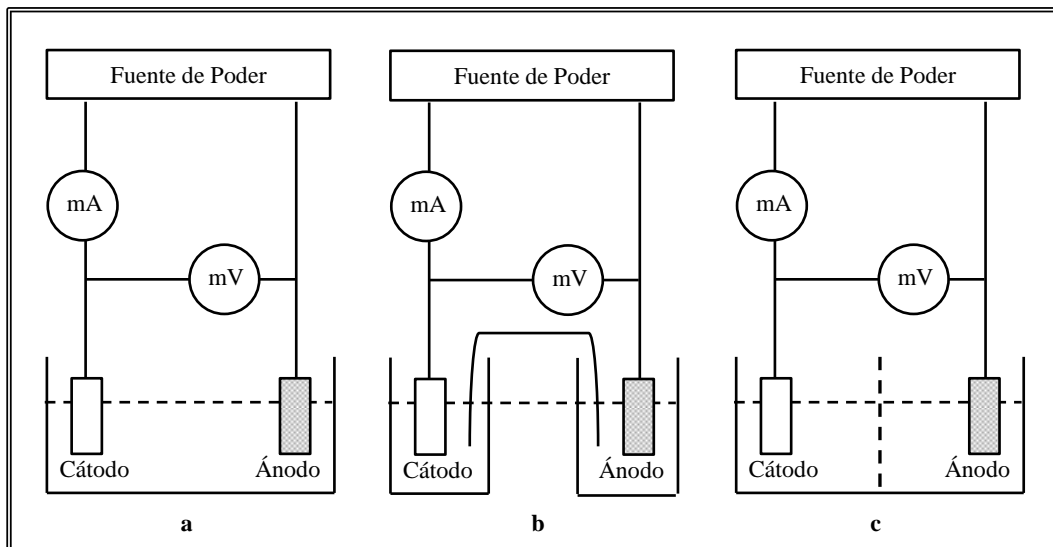 Fuente de Poder
mA
mV
Cátodo
Ánodo
a
Fuente de Poder
mA
mV
Cátodo
Ánodo
b
Fuente de Poder
mA
mV
Cátodo
Ánodo
c